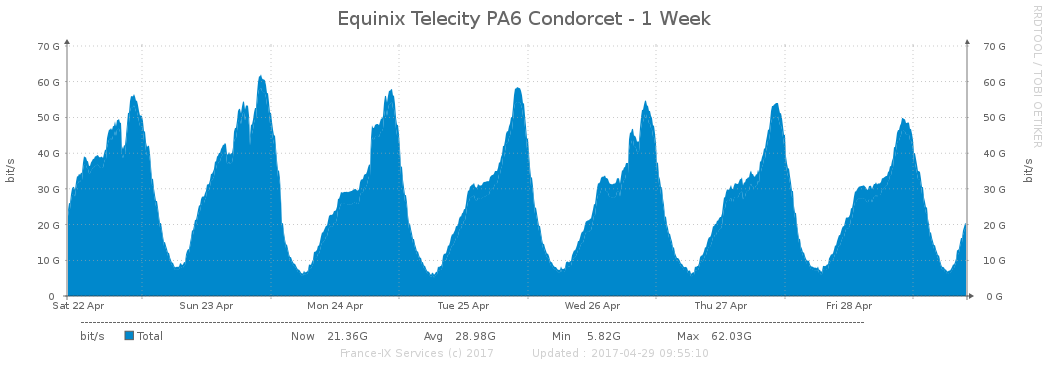 Equinix Telecity PA6 Condorcet - 1 Week
RRDTOOL / TOBI OETIKER
70 G 70 G
60 G 60 G
50 G 50 G
40 G 40 G
30 G 30 G
20 G 20 G
10 G 10 G
0 0 G
bit/s
bit/s
Sat 22 Apr Sun 23 Apr Mon 24 Apr Tue 25 Apr Wed 26 Apr Thu 27 Apr Fri 28 Apr
bit/s Total Now 21.36G Avg 28.98G Min 5.82G Max 62.03G
France-IX Services (c) 2017 Updated : 2017-04-29 09:55:10